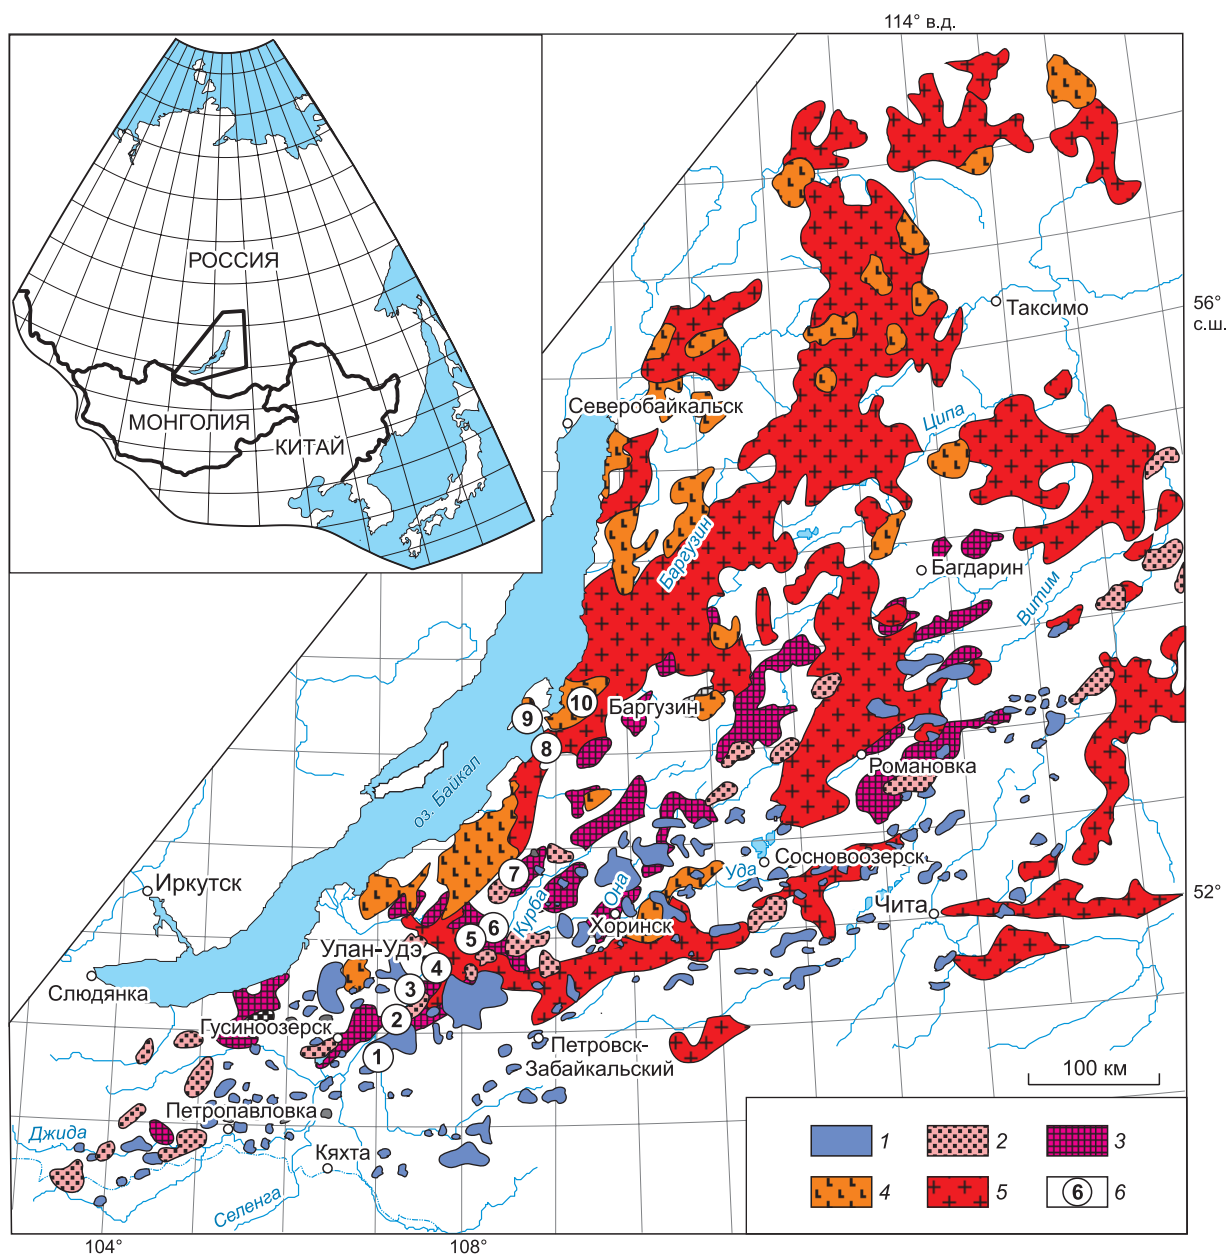 114° в.д.
РОССИЯ
МОНГОЛИЯ
КИТАЙ
56°
с.ш.
Таксимо
Северобайкальск
Ципа
Баргузин
Багдарин
Витим
10
Баргузин
9
8
Романовка
оз. Байкал
Сосновоозерск
Уда
7
Иркутск
Она
Курба
52°
Чита
Хоринск
6
5
Улан-Удэ
4
Слюдянка
3
2
Гусиноозерск
1
Петровск-
Забайкальский
100 км
Петропавловка
Джида
Кяхта
Селенга
1
2
3
4
5
6
6
104°
108°